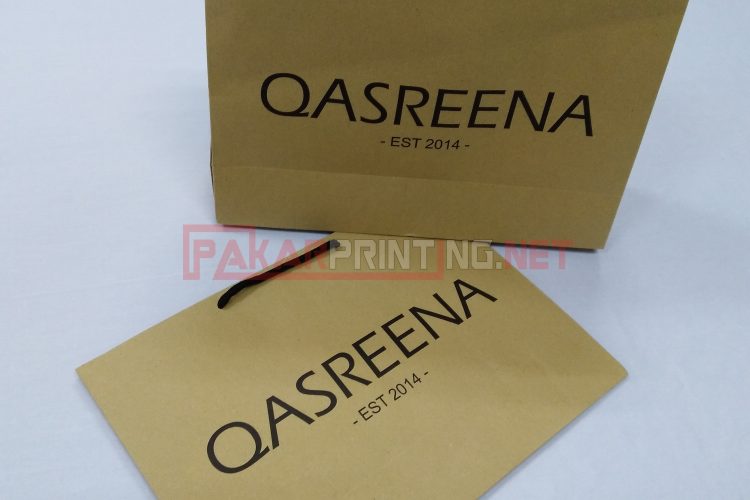 QASREENA
- EST 2014 -
PAKARPRINTING.NET
QASREENA
- EST 2014 -